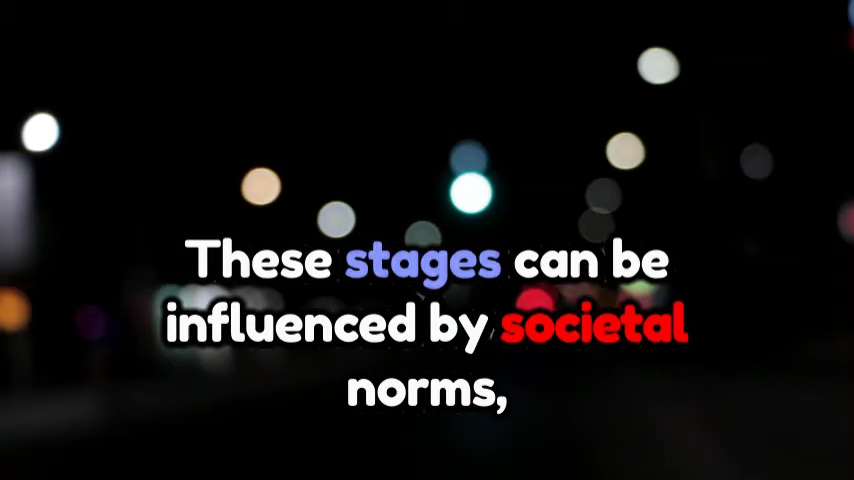 These stages can be
influenced by societal
norms,